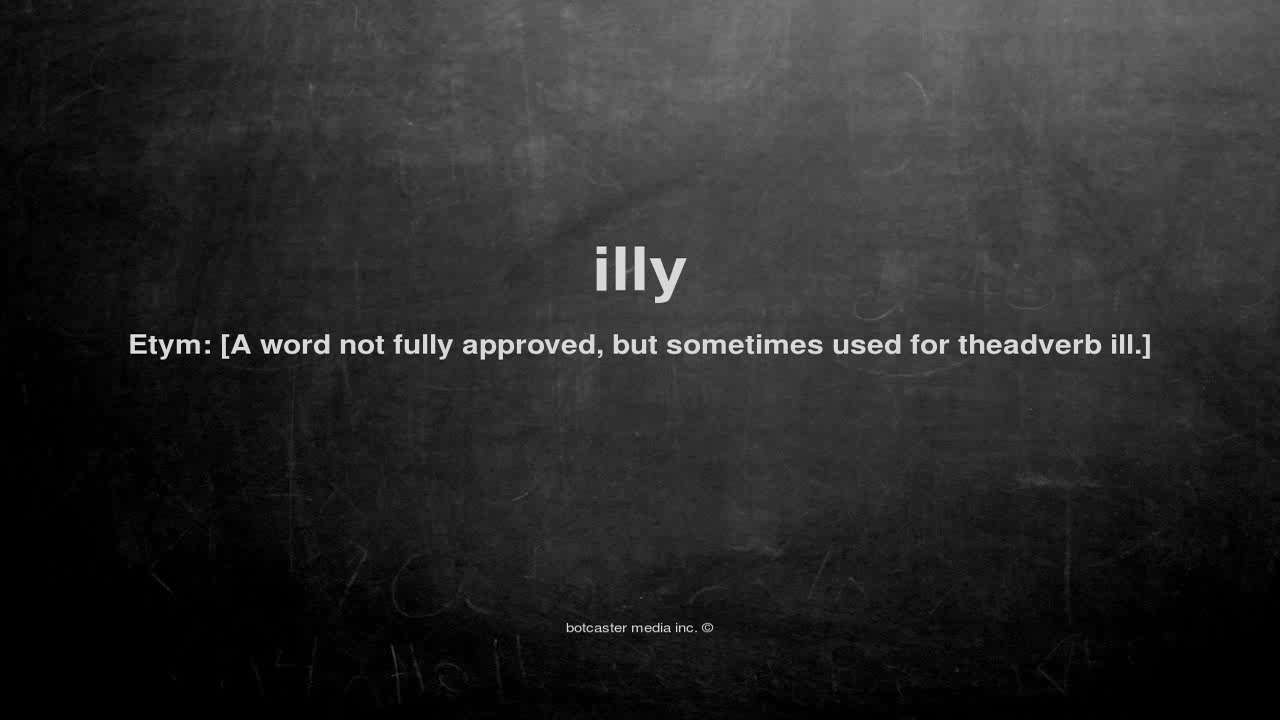 illy
Etym: [A word not fully approved, but sometimes used for theadverb ill.]
botcaster media inc. ©